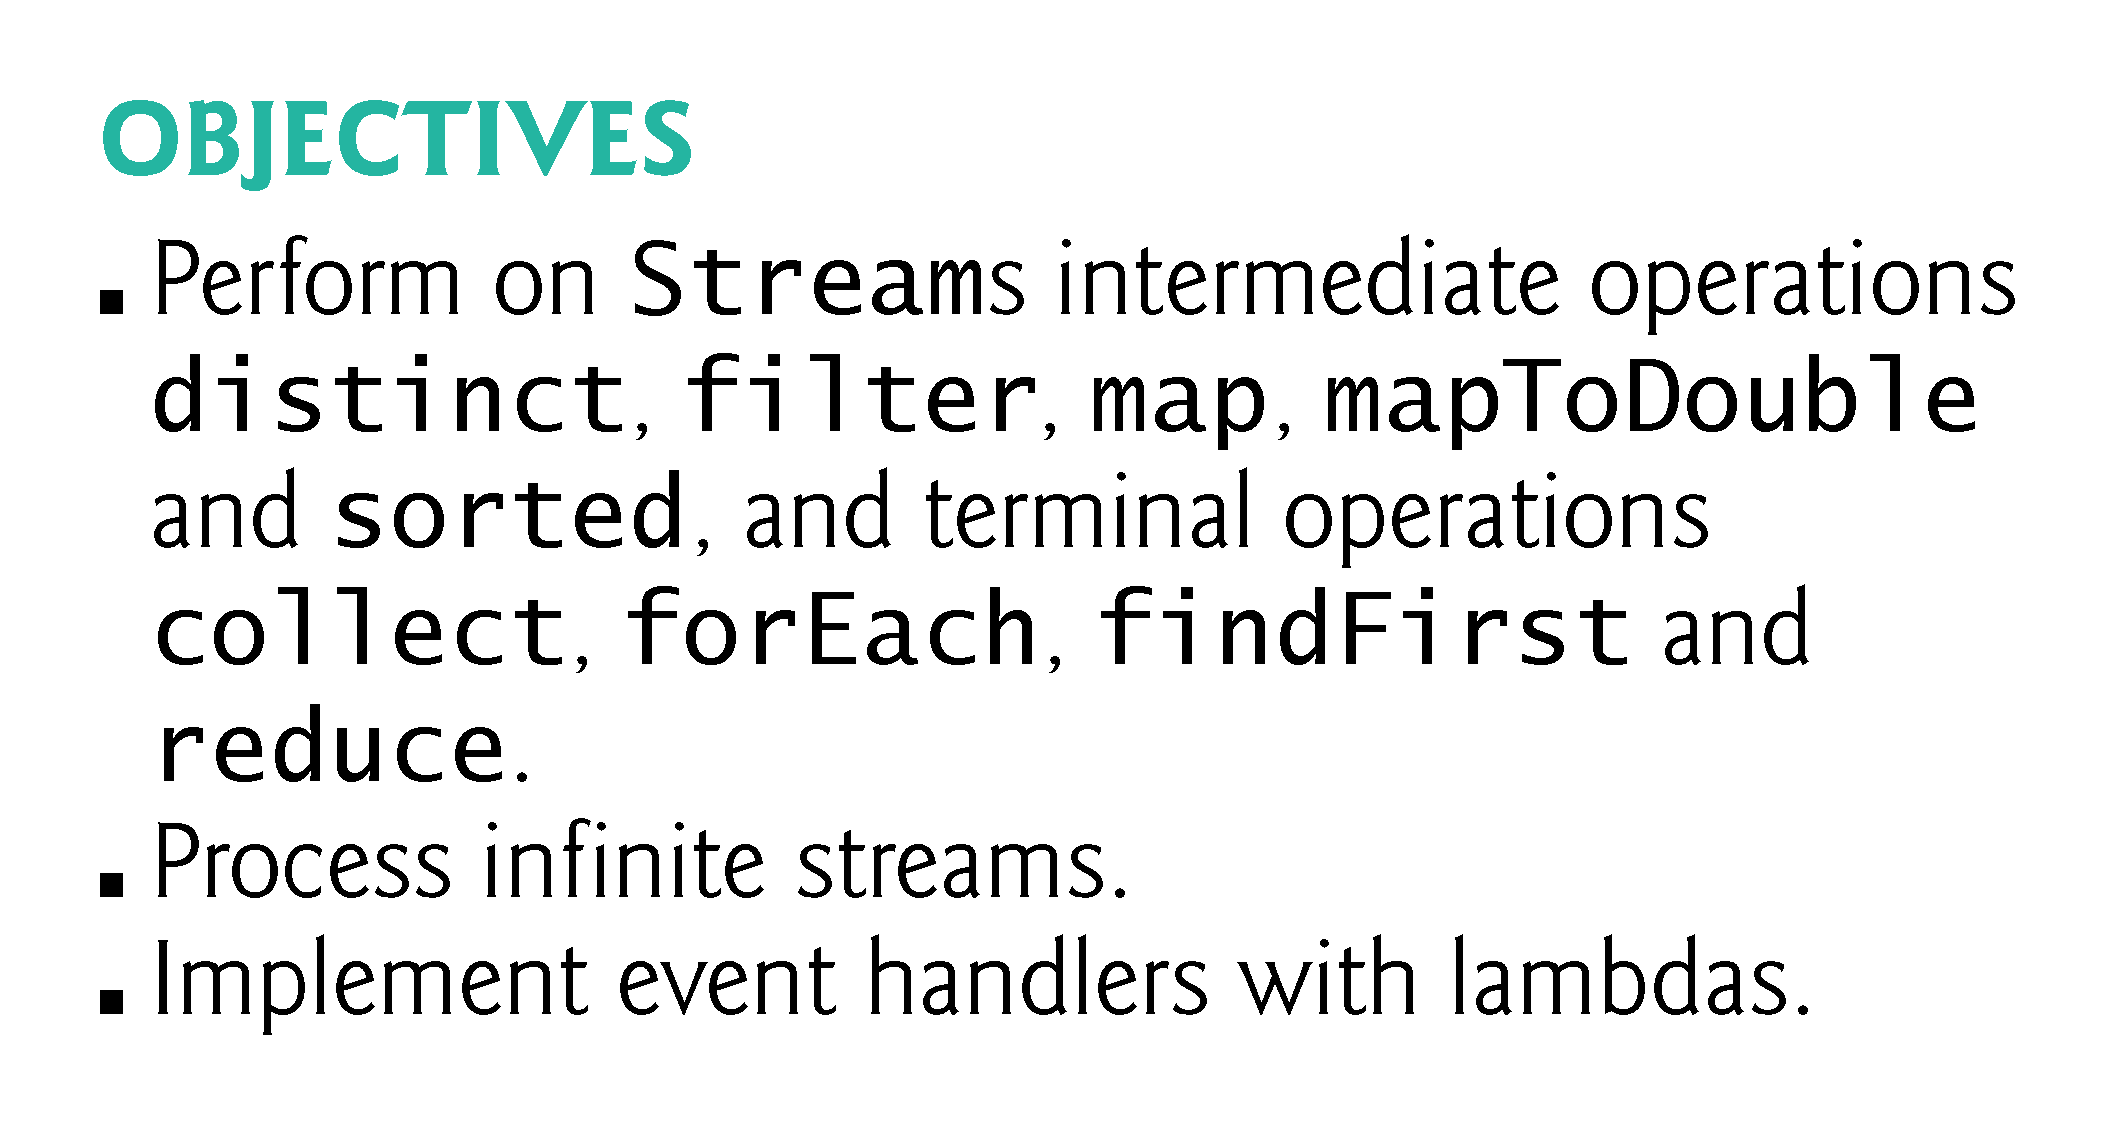 OBJECTIVES
▪ Perform on Streams intermediate operations
distinct, filter, map, mapToDouble
and sorted, and terminal operations
collect, forEach, findFirst and
reduce.
▪ Process infinite streams.
▪ Implement event handlers with lambdas.